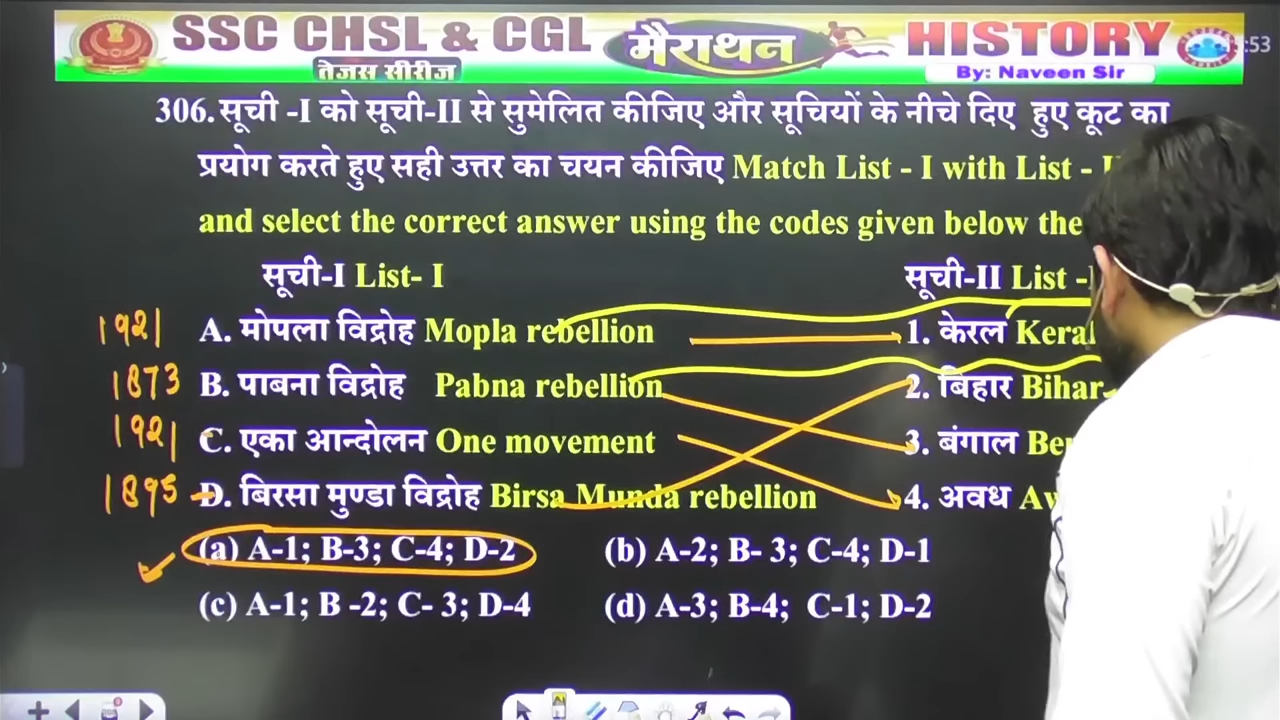 SSC CHSL & CGL मैराथन HISTORY :53
तेजस सीरीज By: Naveen Sir
306. सूची -I को सूची-II से सुमेलित कीजिए और सूचियों के नीचे दिए हुए कूट का
प्रयोग करते हुए सही उत्तर का चयन कीजिए Match List - I with List -
and select the correct answer using the codes given below the
सूची-I List- I सूची-II List -
1921 A. मोपला विद्रोह Mopla rebellion 1. केरल
1873 B. पाबना विद्रोह Pabna rebellion 2. बिहार Bihar
1921 C. एका आन्दोलन One movement 3. बंगाल
1895 D. बिरसा मुण्डा विद्रोह Birsa Munda rebellion 4. अवध
(a) A-1; B-3; C-4; D-2 (b) A-2; B- 3; C-4; D-1
(c) A-1; B -2; C- 3; D-4 (d) A-3; B-4; C-1; D-2